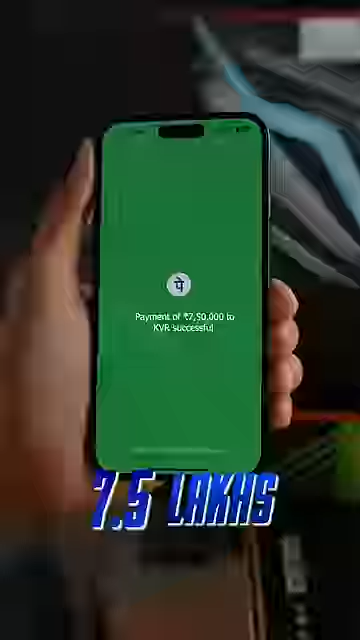 पे
Payment of ₹7,50,000 to
KVR successful
7.5 LAKHS